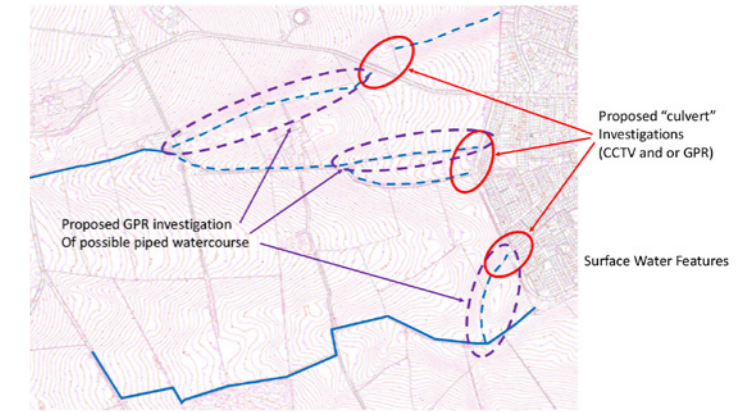 Proposed “culvert”
Investigations
(CCTV and or GPR)
Proposed GPR investigation
Of possible piped watercourse
Surface Water Features